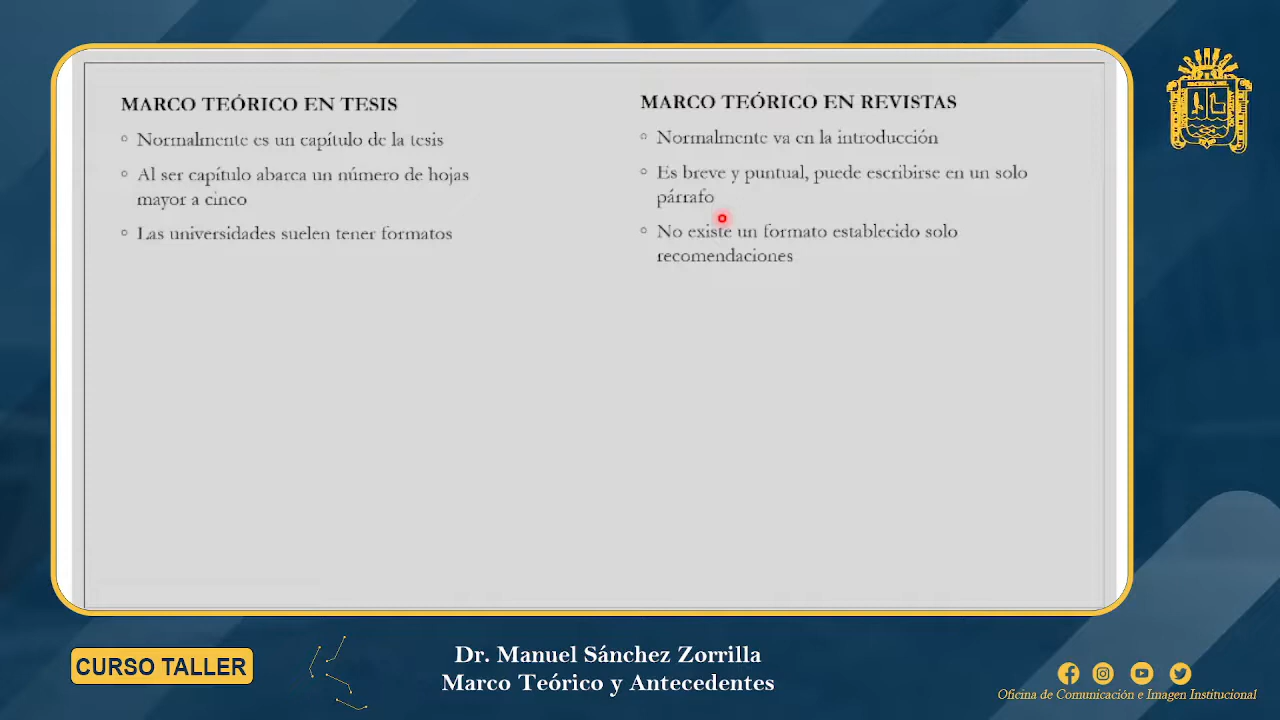 MARCO TEÓRICO EN TESIS
Normalmente es un capítulo de la tesis
Al ser capítulo abarca un número de hojas
mayor a cinco
Las universidades suelen tener formatos
MARCO TEÓRICO EN REVISTAS
Normalmente va en la introducción
Es breve y puntual, puede escribirse en un solo
párrafo
No existe un formato establecido solo
recomendaciones
CURSO TALLER
Dr. Manuel Sánchez Zorrilla
Marco Teórico y Antecedentes
Oficina de Comunicación e Imagen Institucional